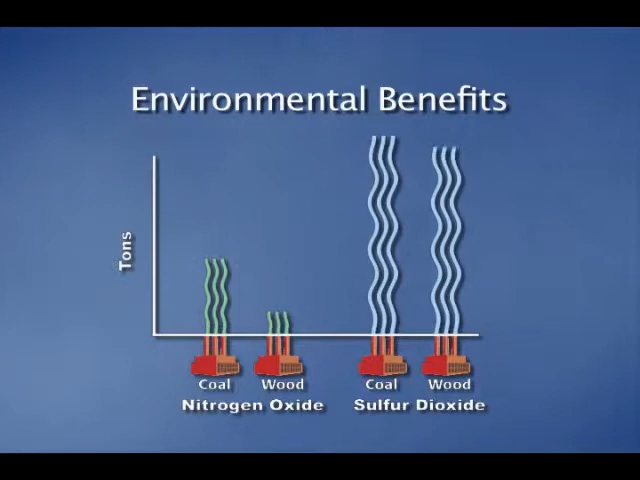 Environmental Benefits
Tons
Coal Wood Coal Wood
Nitrogen Oxide Sulfur Dioxide